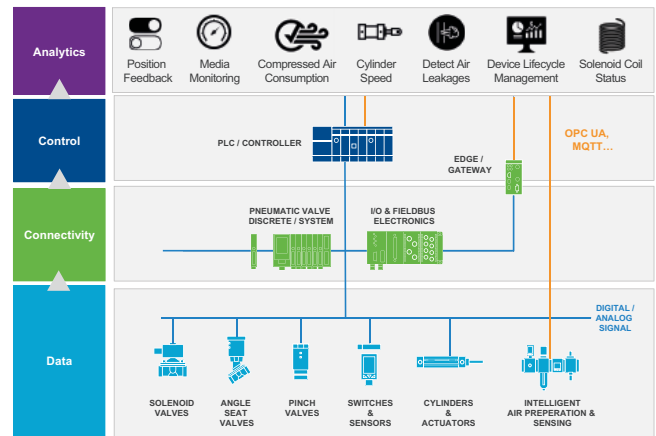 Analytics
Position
Feedback
Media
Monitoring
Compressed Air
Consumption
Cylinder
Speed
Detect Air
Leakages
Device Lifecycle
Management
Solenoid Coil
Status
Control
PLC / CONTROLLER
OPC UA,
MQTT...
EDGE /
GATEWAY
Connectivity
PNEUMATIC VALVE
DISCRETE / SYSTEM
I/O & FIELDBUS
ELECTRONICS
Data
DIGITAL /
ANALOG
SIGNAL
SOLENOID
VALVES
ANGLE
SEAT
VALVES
PINCH
VALVES
SWITCHES
&
SENSORS
CYLINDERS
&
ACTUATORS
INTELLIGENT
AIR PREPERATION &
SENSING